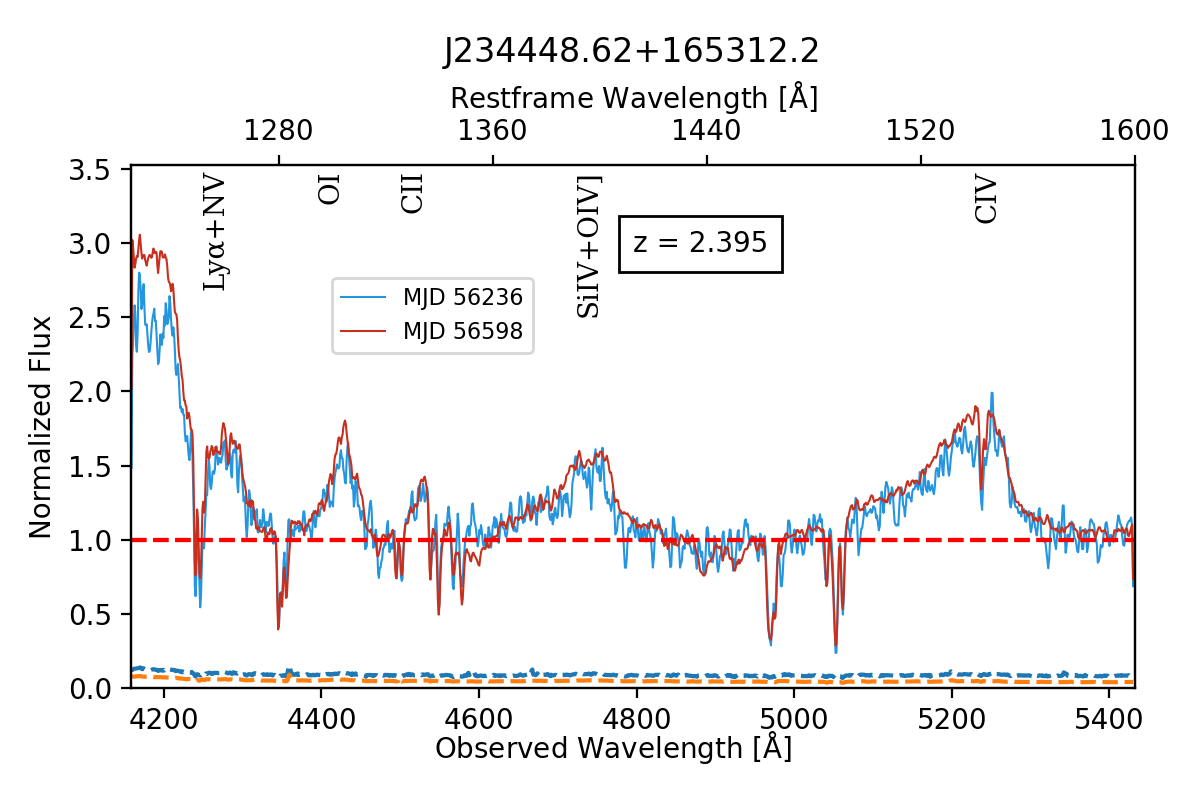 J234448.62+165312.2
Restframe Wavelength [Å]
1280 1360 1440 1520 1600
3.5
3.0
2.5
2.0
1.5
1.0
0.5
0.0
Normalized Flux
Lyα+NV
OI
CII
SiIV+OIV]
CIV
z = 2.395
MJD 56236
MJD 56598
4200 4400 4600 4800 5000 5200 5400
Observed Wavelength [Å]